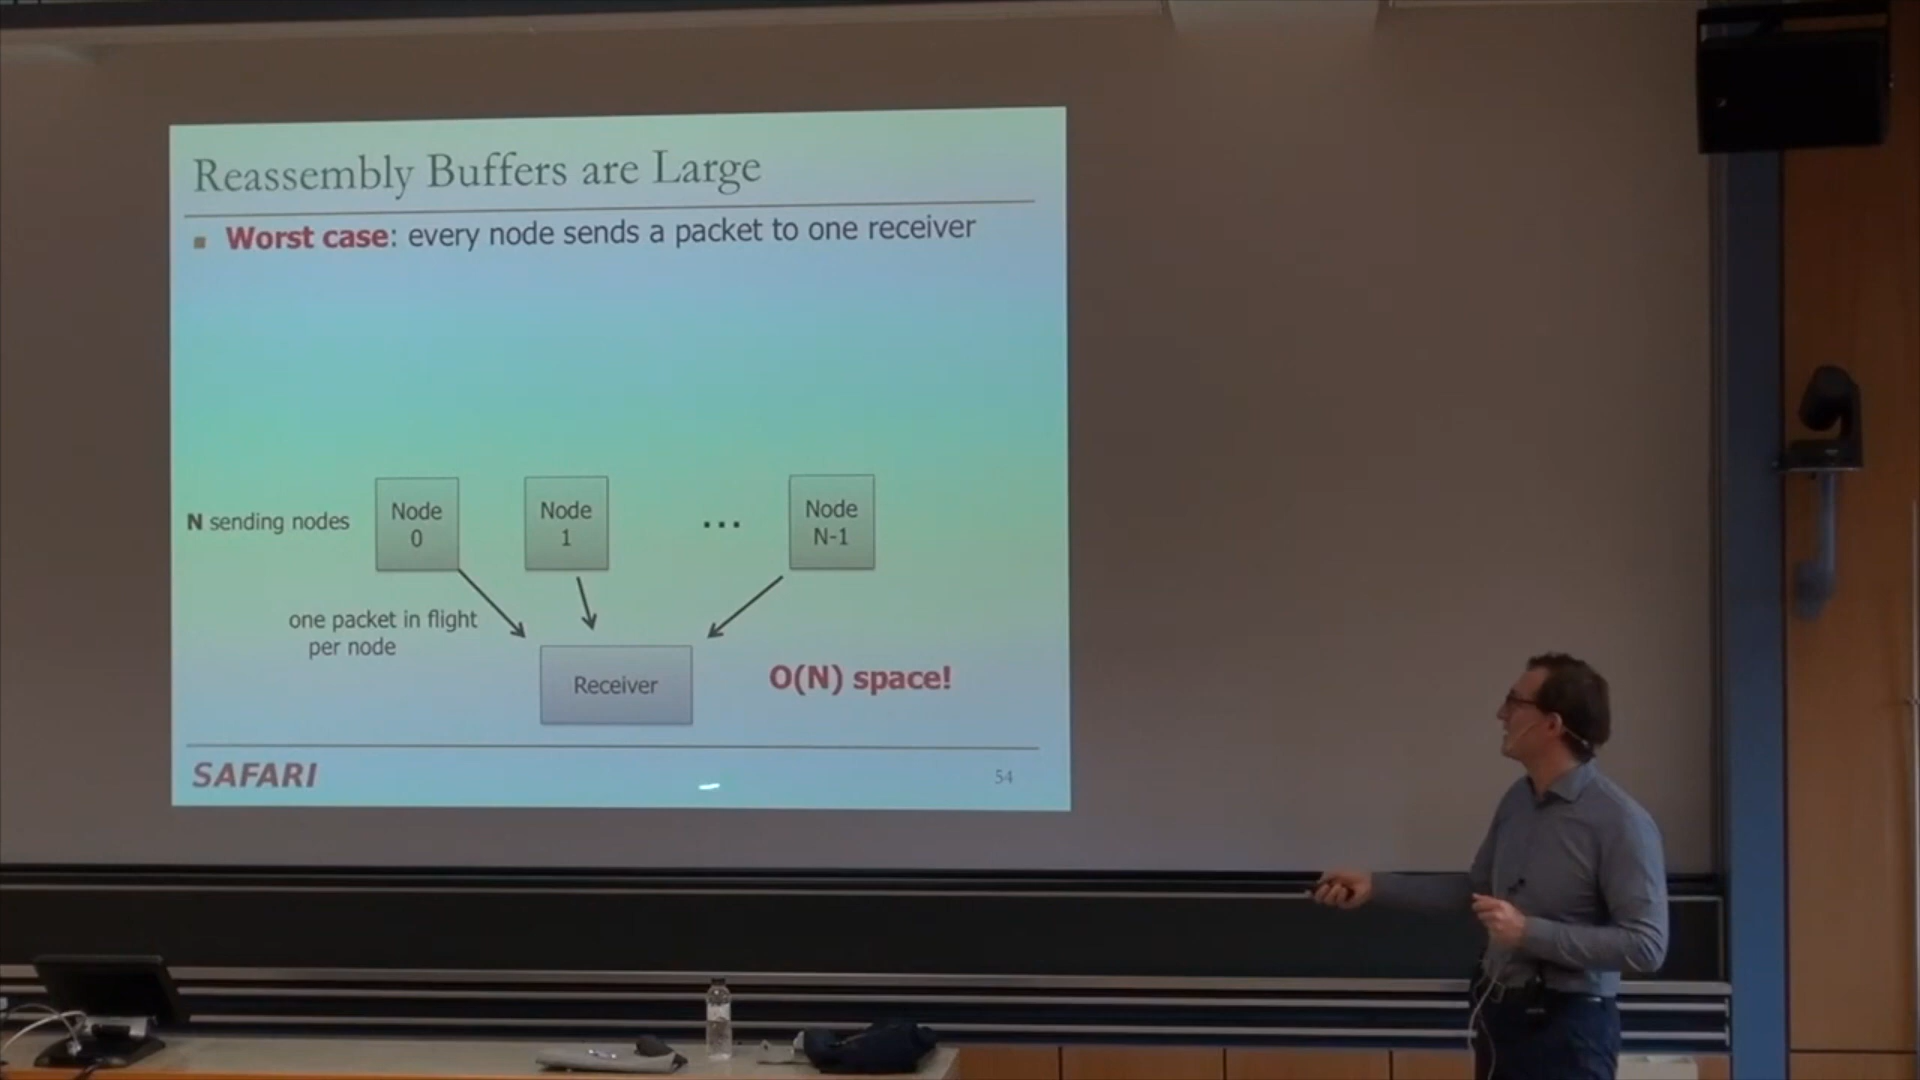 Reassembly Buffers are Large
Worst case: every node sends a packet to one receiver
N sending nodes
Node
0
Node
1
...
Node
N-1
one packet in flight
per node
Receiver
O(N) space!
SAFARI
54